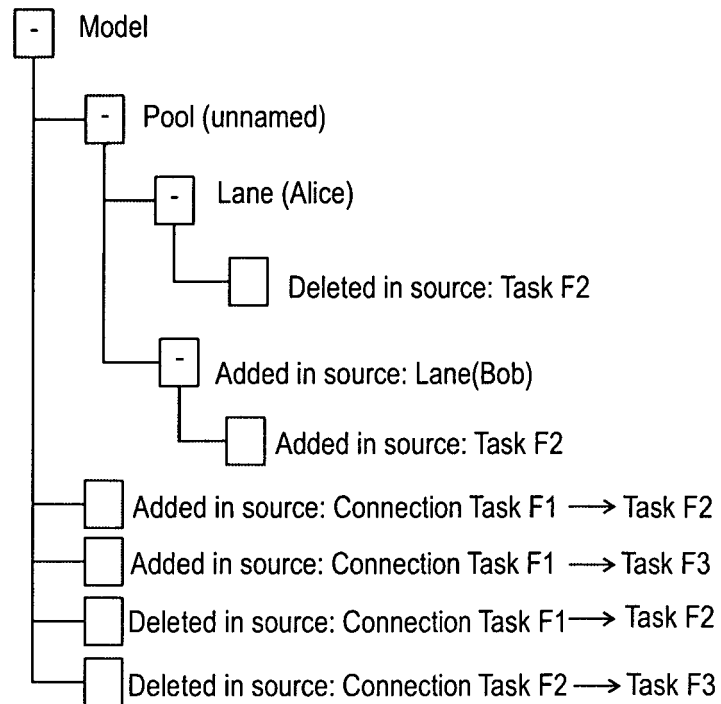 - Model
- Pool (unnamed)
- Lane (Alice)
Deleted in source: Task F2
- Added in source: Lane(Bob)
Added in source: Task F2
Added in source: Connection Task F1 → Task F2
Added in source: Connection Task F1 → Task F3
Deleted in source: Connection Task F1 → Task F2
Deleted in source: Connection Task F2 → Task F3